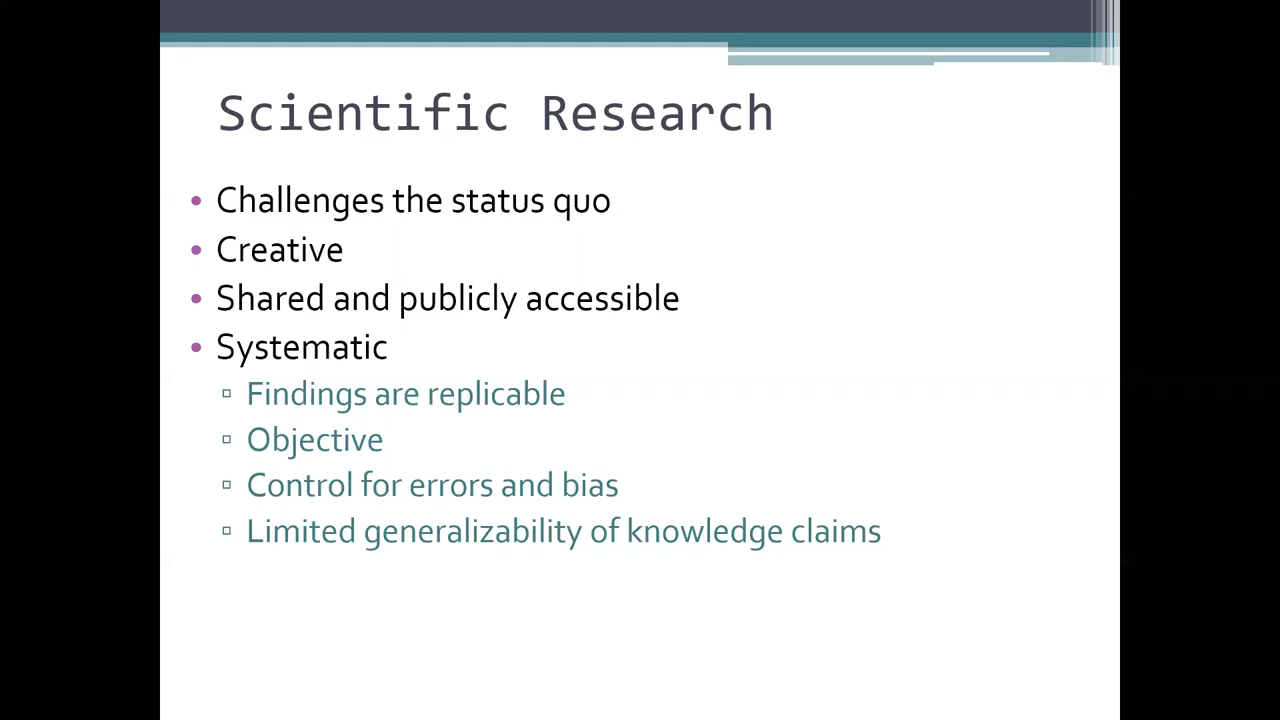 Scientific Research
• Challenges the status quo
• Creative
• Shared and publicly accessible
• Systematic
▫ Findings are replicable
▫ Objective
▫ Control for errors and bias
▫ Limited generalizability of knowledge claims